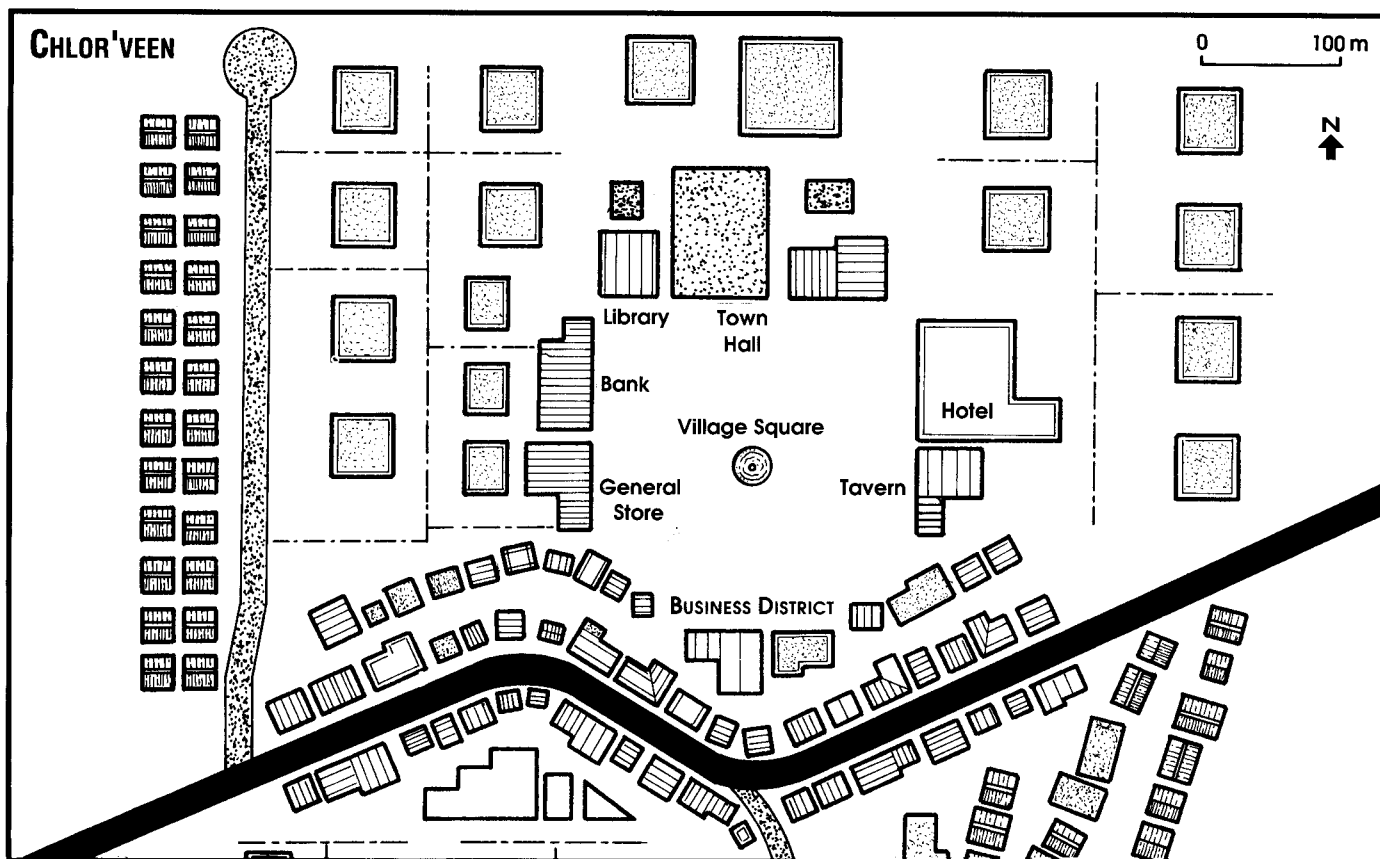 CHLOR'VEEN
0 100 m
N
Library
Town
Hall
Bank
Hotel
Village Square
General
Store
Tavern
BUSINESS DISTRICT